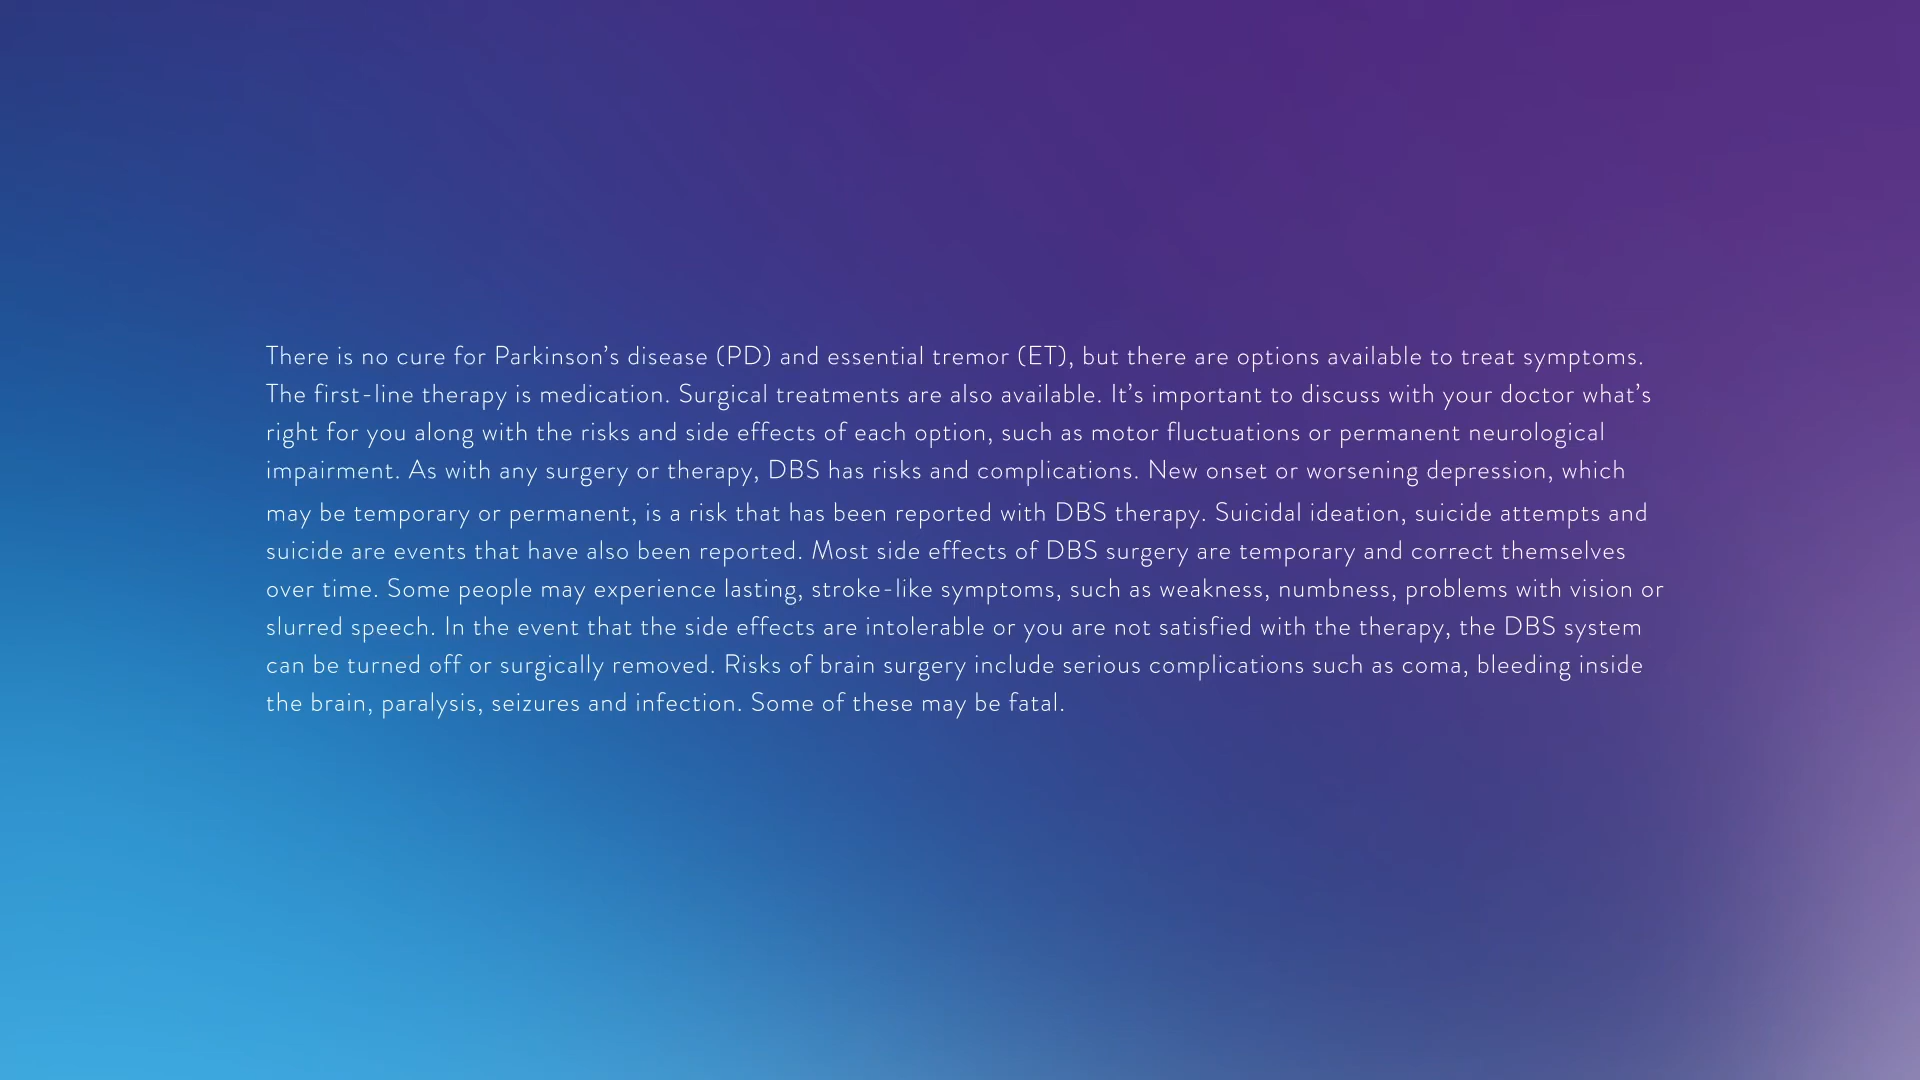 There is no cure for Parkinson’s disease (PD) and essential tremor (ET), but there are options available to treat symptoms.
The first-line therapy is medication. Surgical treatments are also available. It’s important to discuss with your doctor what’s
right for you along with the risks and side effects of each option, such as motor fluctuations or permanent neurological
impairment. As with any surgery or therapy, DBS has risks and complications. New onset or worsening depression, which
may be temporary or permanent, is a risk that has been reported with DBS therapy. Suicidal ideation, suicide attempts and
suicide are events that have also been reported. Most side effects of DBS surgery are temporary and correct themselves
over time. Some people may experience lasting, stroke-like symptoms, such as weakness, numbness, problems with vision or
slurred speech. In the event that the side effects are intolerable or you are not satisfied with the therapy, the DBS system
can be turned off or surgically removed. Risks of brain surgery include serious complications such as coma, bleeding inside
the brain, paralysis, seizures and infection. Some of these may be fatal.